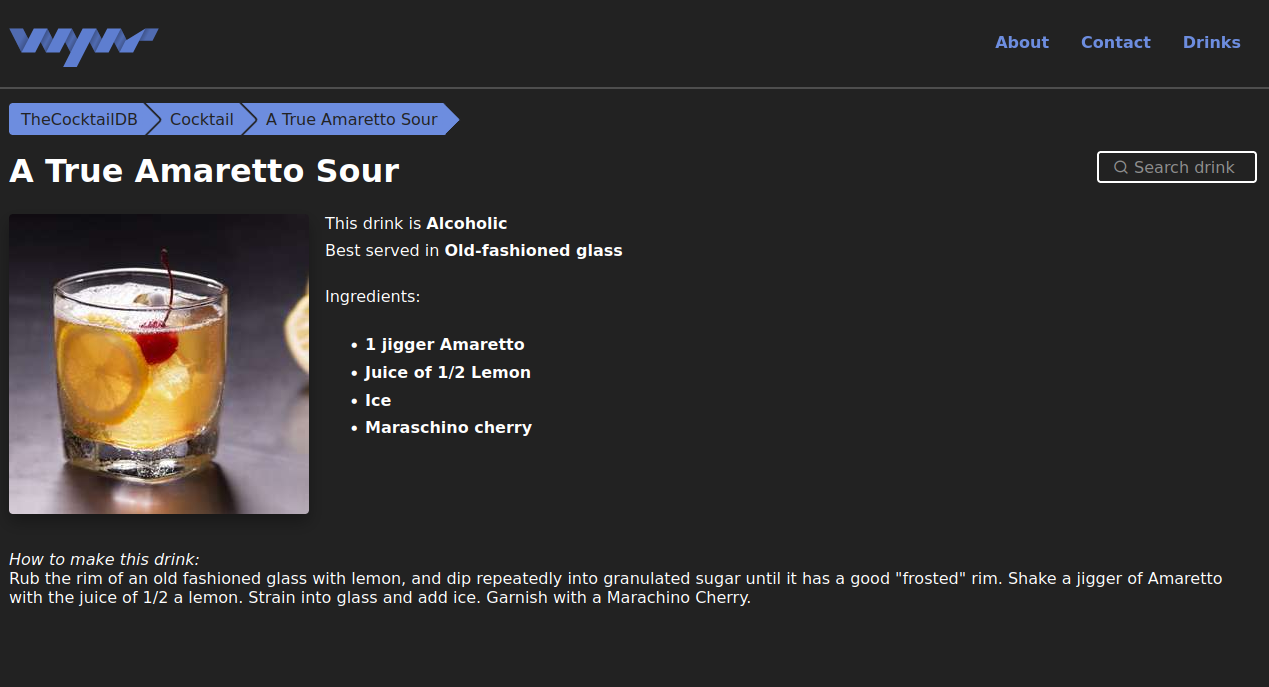 About Contact Drinks
TheCocktailDB Cocktail A True Amaretto Sour
A True Amaretto Sour
Search drink
This drink is Alcoholic
Best served in Old-fashioned glass
Ingredients:
• 1 jigger Amaretto
• Juice of 1/2 Lemon
• Ice
• Maraschino cherry
How to make this drink:
Rub the rim of an old fashioned glass with lemon, and dip repeatedly into granulated sugar until it has a good "frosted" rim. Shake a jigger of Amaretto
with the juice of 1/2 a lemon. Strain into glass and add ice. Garnish with a Marachino Cherry.